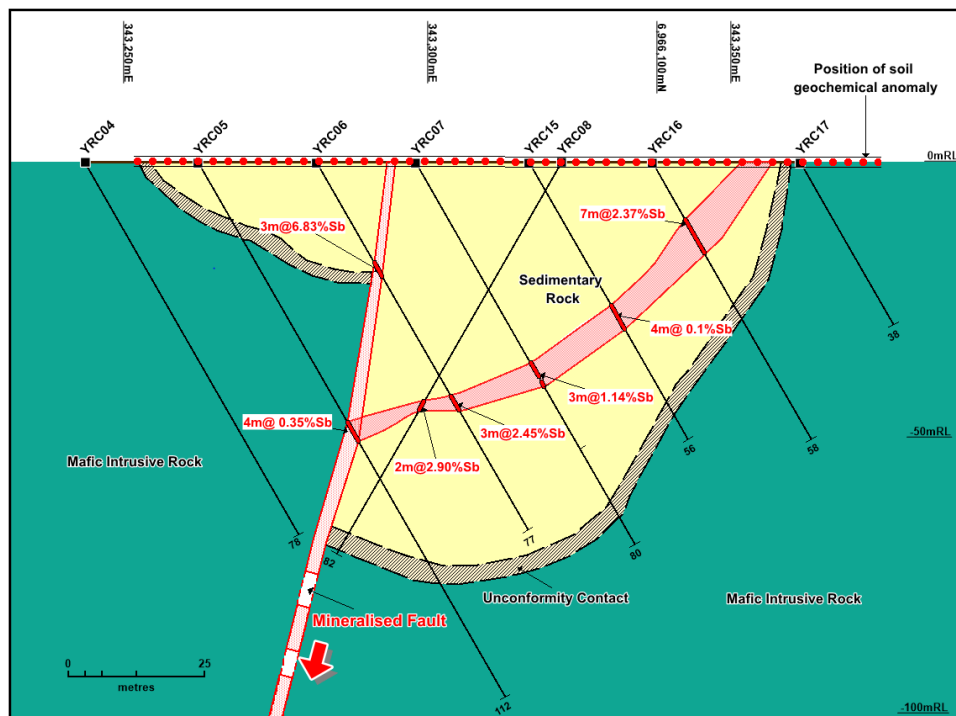 343,250mE
343,300mE
6,966,100mN
343,350mE
Position of soil
geochemical anomaly
YRC04
YRC05
YRC06
YRC07
YRC15
YRC08
YRC16
YRC17
0mRL
3m@6.83%Sb
7m@2.37%Sb
Sedimentary
Rock
4m@ 0.1%Sb
38
3m@1.14%Sb
4m@ 0.35%Sb
3m@2.45%Sb
-50mRL
56
58
2m@2.90%Sb
Mafic Intrusive Rock
78
82
77
80
Unconformity Contact
Mafic Intrusive Rock
Mineralised Fault
0
25
metres
112
-100mRL